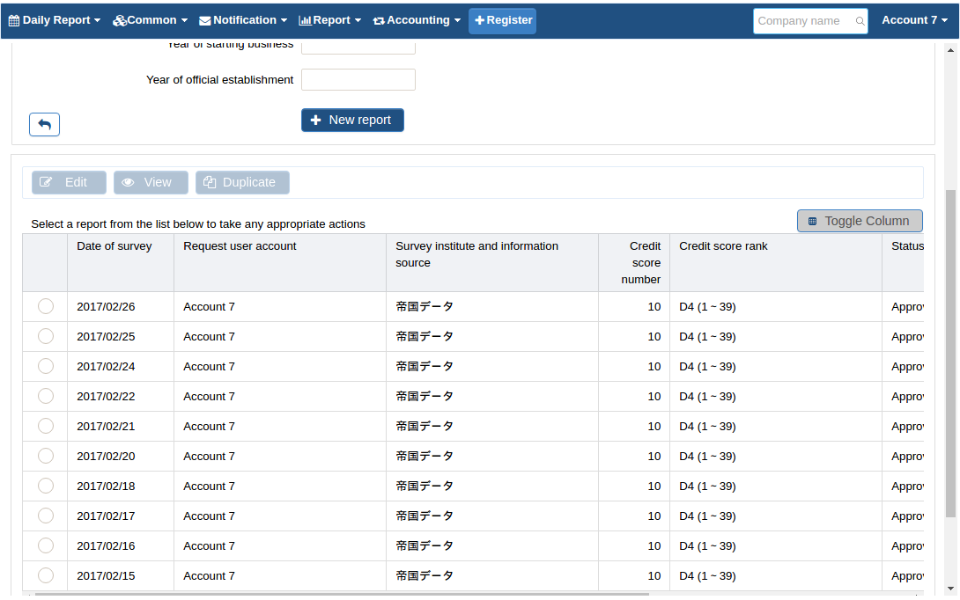 Daily Report Common Notification Report Accounting Register Company name Account 7
Year of starting business
Year of official establishment
New report
Edit View Duplicate
Select a report from the list below to take any appropriate actions
Toggle Column
Date of survey Request user account Survey institute and information source Credit score number Credit score rank Status
2017/02/26 Account 7 帝国データ 10 D4 (1 ~ 39) Approv
2017/02/25 Account 7 帝国データ 10 D4 (1 ~ 39) Approv
2017/02/24 Account 7 帝国データ 10 D4 (1 ~ 39) Approv
2017/02/22 Account 7 帝国データ 10 D4 (1 ~ 39) Approv
2017/02/21 Account 7 帝国データ 10 D4 (1 ~ 39) Approv
2017/02/20 Account 7 帝国データ 10 D4 (1 ~ 39) Approv
2017/02/18 Account 7 帝国データ 10 D4 (1 ~ 39) Approv
2017/02/17 Account 7 帝国データ 10 D4 (1 ~ 39) Approv
2017/02/16 Account 7 帝国データ 10 D4 (1 ~ 39) Approv
2017/02/15 Account 7 帝国データ 10 D4 (1 ~ 39) Approv